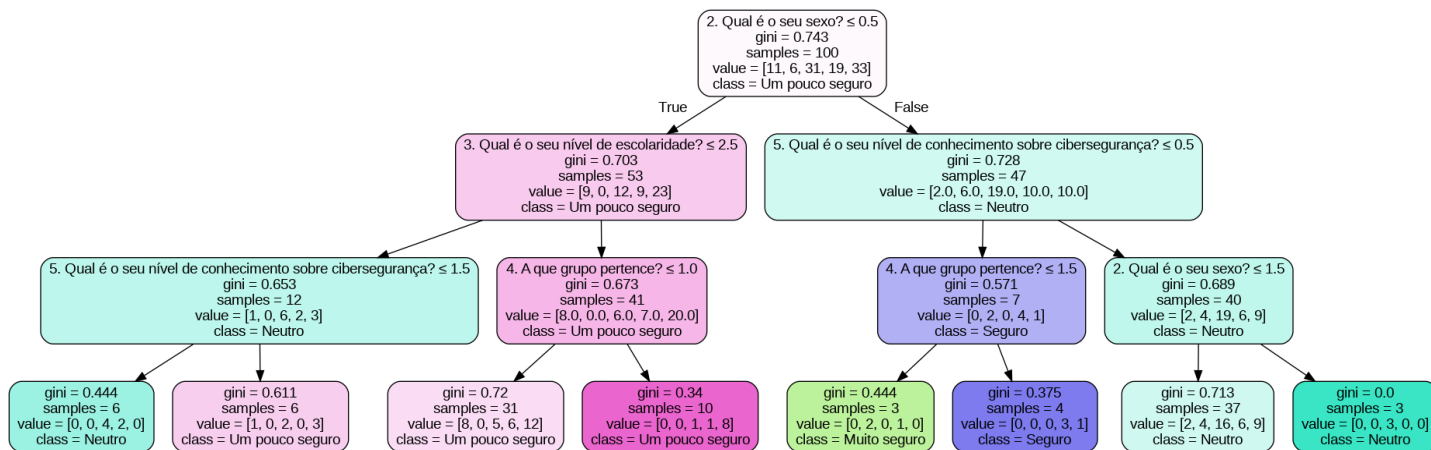 2. Qual é o seu sexo? ≤ 0.5
gini = 0.743
samples = 100
value = [11, 6, 31, 19, 33]
class = Um pouco seguro
True
False
3. Qual é o seu nível de escolaridade? ≤ 2.5
gini = 0.703
samples = 53
value = [9, 0, 12, 9, 23]
class = Um pouco seguro
5. Qual é o seu nível de conhecimento sobre cibersegurança? ≤ 0.5
gini = 0.728
samples = 47
value = [2.0, 6.0, 19.0, 10.0, 10.0]
class = Neutro
5. Qual é o seu nível de conhecimento sobre cibersegurança? ≤ 1.5
gini = 0.653
samples = 12
value = [1, 0, 6, 2, 3]
class = Neutro
4. A que grupo pertence? ≤ 1.0
gini = 0.673
samples = 41
value = [8.0, 0.0, 6.0, 7.0, 20.0]
class = Um pouco seguro
4. A que grupo pertence? ≤ 1.5
gini = 0.571
samples = 7
value = [0, 2, 0, 4, 1]
class = Seguro
2. Qual é o seu sexo? ≤ 1.5
gini = 0.689
samples = 40
value = [2, 4, 19, 6, 9]
class = Neutro
gini = 0.444
samples = 6
value = [0, 0, 4, 2, 0]
class = Neutro
gini = 0.611
samples = 6
value = [1, 0, 2, 0, 3]
class = Um pouco seguro
gini = 0.72
samples = 31
value = [8, 0, 5, 6, 12]
class = Um pouco seguro
gini = 0.34
samples = 10
value = [0, 0, 1, 1, 8]
class = Um pouco seguro
gini = 0.444
samples = 3
value = [0, 2, 0, 1, 0]
class = Muito seguro
gini = 0.375
samples = 4
value = [0, 0, 0, 3, 1]
class = Seguro
gini = 0.713
samples = 37
value = [2, 4, 16, 6, 9]
class = Neutro
gini = 0.0
samples = 3
value = [0, 0, 3, 0, 0]
class = Neutro